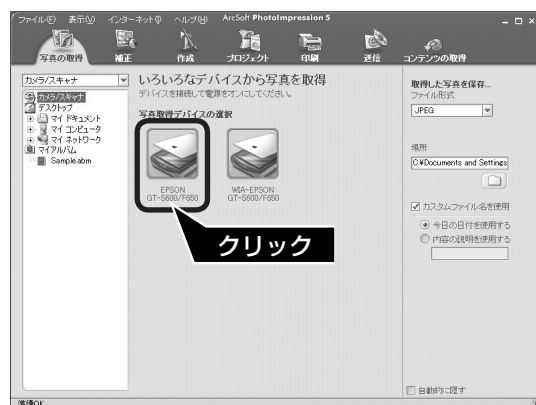 ファイル(F) 表示(V) インターネット(I) ヘルプ(H) ArcSoft PhotoImpression 5
写真の取得 補正 作成 プロジェクト 印刷 送信 コンテンツの取得
カメラ/スキャナ
カメラ/スキャナ
デスクトップ
マイ ドキュメント
マイ コンピュータ
マイ ネットワーク
マイアルバム
Sample.abm
いろいろなデバイスから写真を取得
デバイスを接続して電源をオンにしてください。
写真取得デバイスの選択
EPSON
GT-S600/F650
WIA-EPSON
GT-S600/F650
クリック
取得した写真を保存...
ファイル形式
JPEG
場所
C:¥Documents and Settings
カスタムファイル名を使用
今日の日付を使用する
内容の説明を使用する
自動的に隠す
準備OK